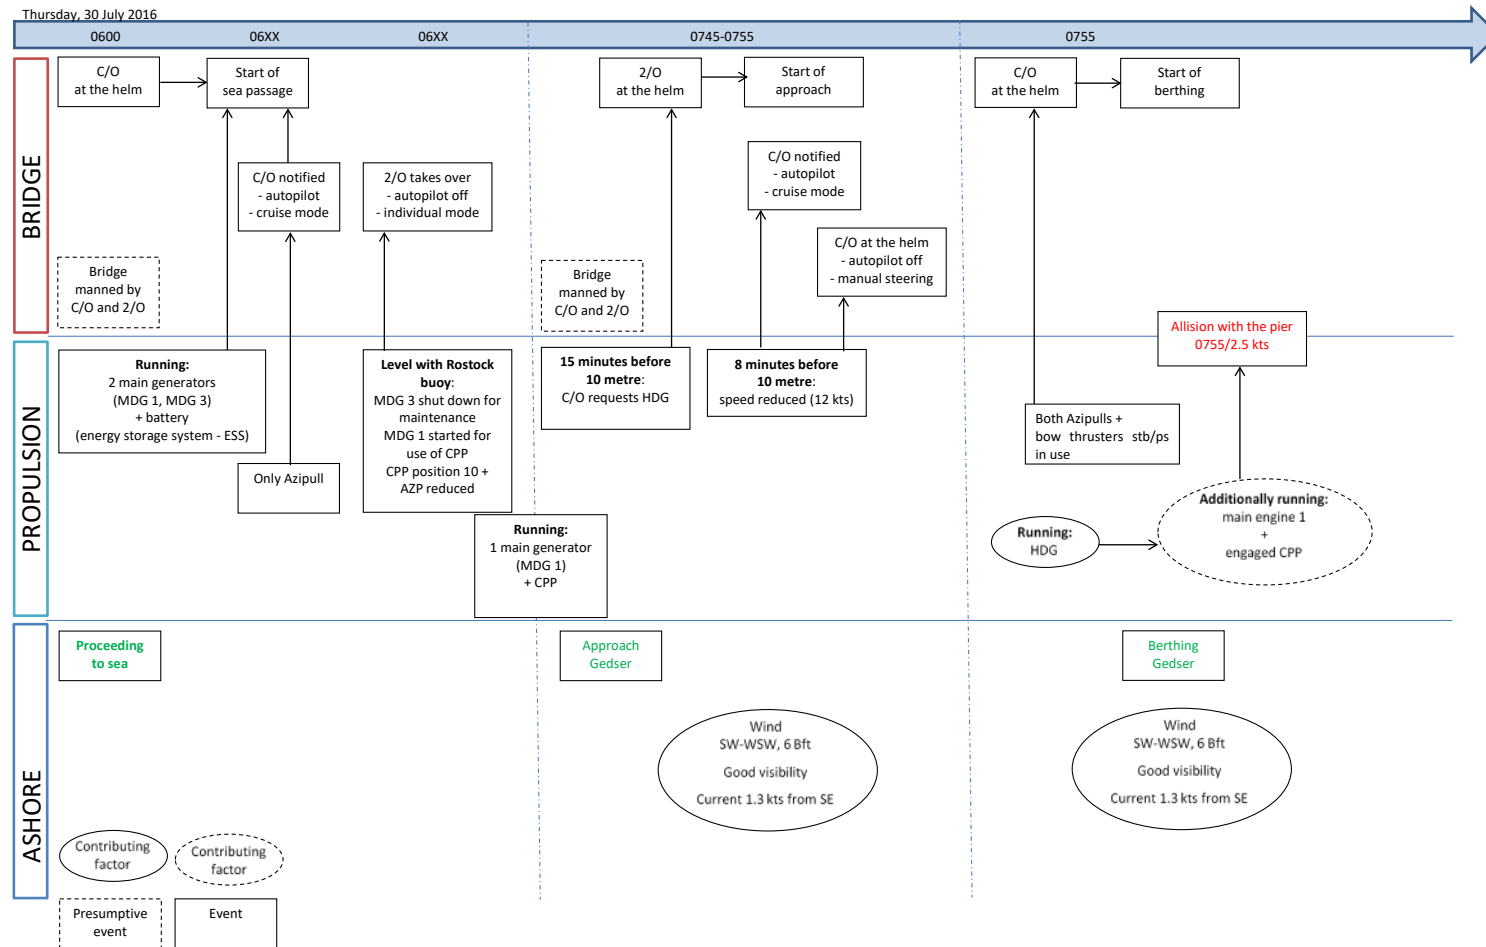 Thursday, 30 July 2016
0600
06XX
06XX
0745-0755
0755
BRIDGE
C/O
at the helm
Start of
sea passage
2/O
at the helm
Start of
approach
C/O
at the helm
Start of
berthing
C/O notified
- autopilot
- cruise mode
2/O takes over
- autopilot off
- individual mode
C/O notified
- autopilot
- cruise mode
C/O at the helm
- autopilot off
- manual steering
Bridge
manned by
C/O and 2/O
Bridge
manned by
C/O and 2/O
Allision with the pier
0755/2.5 kts
PROPULSION
Running:
2 main generators
(MDG 1, MDG 3)
+ battery
(energy storage system - ESS)
Only Azipull
Level with Rostock
buoy:
MDG 3 shut down for
maintenance
MDG 1 started for
use of CPP
CPP position 10 +
AZP reduced
Running:
1 main generator
(MDG 1)
+ CPP
15 minutes before
10 metre:
C/O requests HDG
8 minutes before
10 metre:
speed reduced (12 kts)
Both Azipulls +
bow thrusters stb/ps
in use
Running:
HDG
Additionally running:
main engine 1
+
engaged CPP
ASHORE
Proceeding
to sea
Approach
Gedser
Berthing
Gedser
Wind
SW-WSW, 6 Bft
Good visibility
Current 1.3 kts from SE
Wind
SW-WSW, 6 Bft
Good visibility
Current 1.3 kts from SE
Contributing
factor
Contributing
factor
Presumptive
event
Event